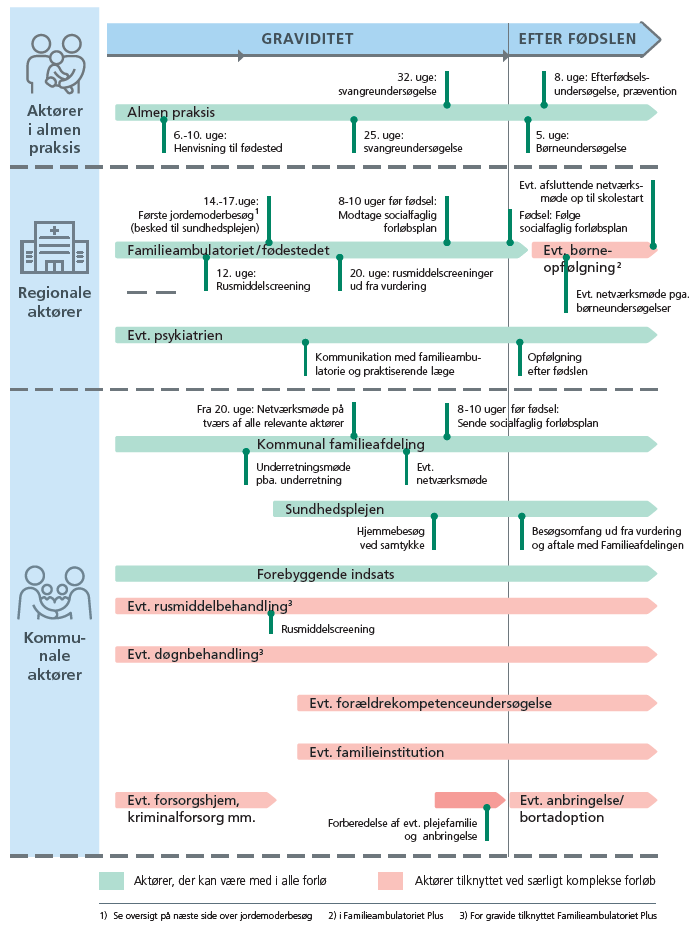 GRAVIDITET
EFTER FØDSLEN
Aktører
i almen
praksis
32. uge:
svangreundersøgelse
8. uge: Efterfødsels-
undersøgelse, prævention
Almen praksis
6.-10. uge:
Henvisning til fødested
25. uge:
svangreundersøgelse
5. uge:
Børneundersøgelse
Regionale
aktører
14.-17.uge:
Første jordemoderbesøg1
(besked til sundhedsplejen)
8-10 uger før fødsel:
Modtage socialfaglig
forløbsplan
Evt. afsluttende netværks-
møde op til skolestart
Fødsel: Følge
socialfaglig forløbsplan
Familieambulatoriet/fødestedet
Evt. børne-
opfølgning2
12. uge:
Rusmiddelscreening
20. uge: rusmiddelscreeninger
ud fra vurdering
Evt. netværksmøde pga.
børneundersøgelser
Evt. psykiatrien
Kommunikation med familieambu-
latorie og praktiserende læge
Opfølgning
efter fødslen
Kommu-
nale
aktører
Fra 20. uge: Netværksmøde på
tværs af alle relevante aktører
8-10 uger før fødsel:
Sende socialfaglig forløbsplan
Kommunal familieafdeling
Underretningsmøde
pba. underretning
Evt.
netværksmøde
Sundhedsplejen
Hjemmebesøg
ved samtykke
Besøgsomfang ud fra vurdering
og aftale med Familieafdelingen
Forebyggende indsats
Evt. rusmiddelbehandling3
Rusmiddelscreening
Evt. døgnbehandling3
Evt. forældrekompetenceundersøgelse
Evt. familieinstitution
Evt. forsorgshjem,
kriminalforsorg mm.
Forberedelse af evt. plejefamilie
og anbringelse
Evt. anbringelse/
bortadoption
Aktører, der kan være med i alle forlø
Aktører tilknyttet ved særligt komplekse forløb
1) Se oversigt på næste side over jordemoderbesøg 2) i Familieambulatoriet Plus 3) For gravide tilknyttet Familieambulatoriet Plus